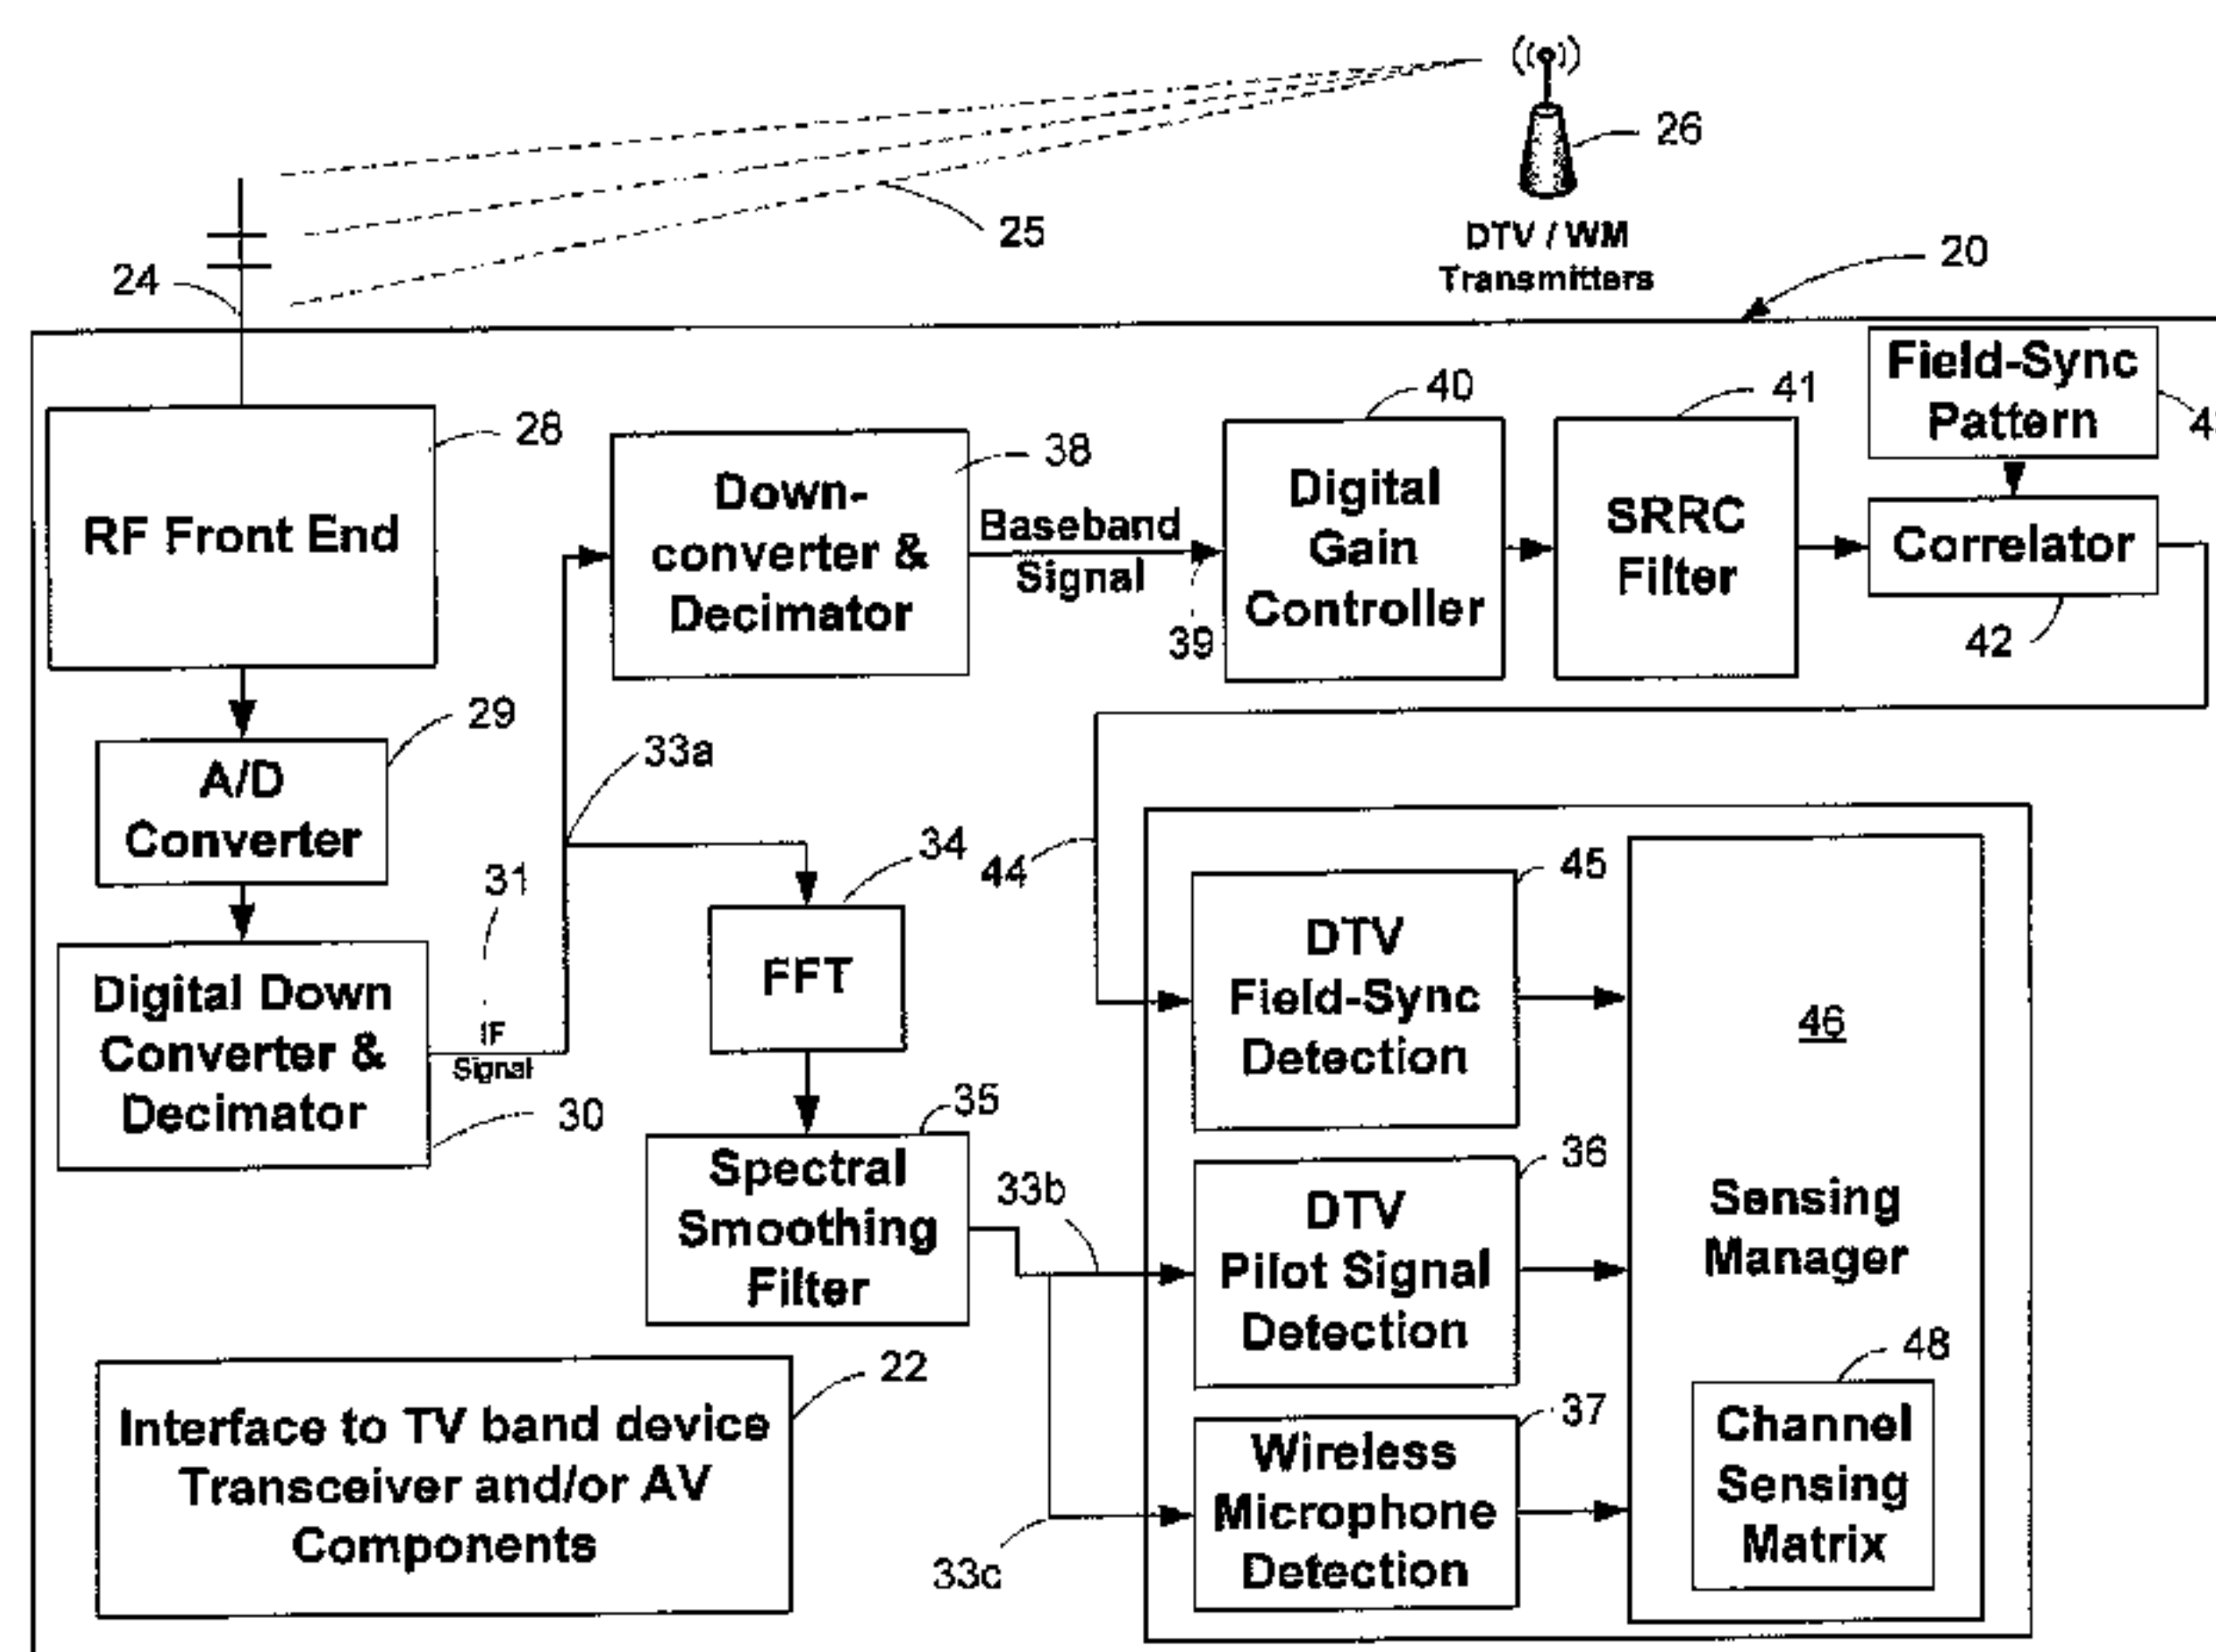 26
25
DTV / WM
Transmitters
24
20
Field-Sync
Pattern
28
RF Front End
38
Down-
converter &
Decimator
Baseband
Signal
39
40
Digital
Gain
Controller
41
SRRC
Filter
Correlator
42
29
A/D
Converter
33a
31
IF
Signal
Digital Down
Converter &
Decimator
30
34
FFT
44
45
DTV
Field-Sync
Detection
46
Sensing
Manager
35
Spectral
Smoothing
Filter
33b
36
DTV
Pilot Signal
Detection
33c
37
Wireless
Microphone
Detection
48
Channel
Sensing
Matrix
22
Interface to TV band device
Transceiver and/or AV
Components